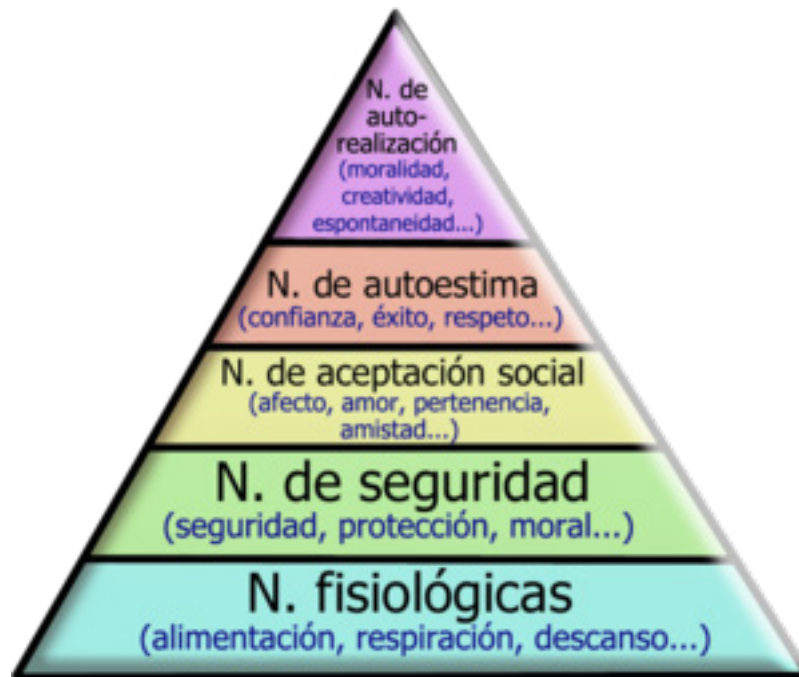 N. de
auto-
realización
(moralidad,
creatividad,
espontaneidad...)
N. de autoestima
(confianza, éxito, respeto...)
N. de aceptación social
(afecto, amor, pertenencia,
amistad...)
N. de seguridad
(seguridad, protección, moral...)
N. fisiológicas
(alimentación, respiración, descanso...)